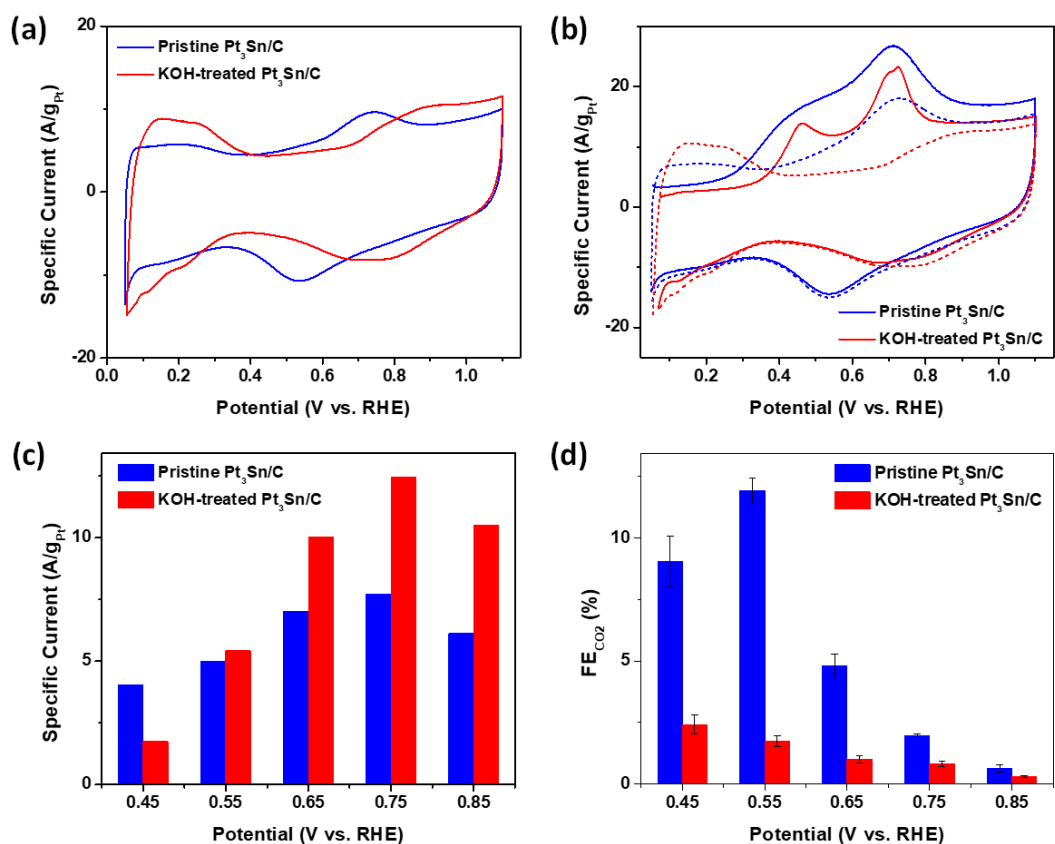 (a)
Pristine Pt₃Sn/C
KOH-treated Pt₃Sn/C
Specific Current (A/gPt)
20
0
-20
0.0 0.2 0.4 0.6 0.8 1.0
Potential (V vs. RHE)
(b)
Specific Current (A/gPt)
20
0
-20
Pristine Pt₃Sn/C
KOH-treated Pt₃Sn/C
0.2 0.4 0.6 0.8 1.0
Potential (V vs. RHE)
(c)
Pristine Pt₃Sn/C
KOH-treated Pt₃Sn/C
Specific Current (A/gPt)
10
5
0
0.45 0.55 0.65 0.75 0.85
Potential (V vs. RHE)
(d)
Pristine Pt₃Sn/C
KOH-treated Pt₃Sn/C
FECO2 (%)
10
5
0
0.45 0.55 0.65 0.75 0.85
Potential (V vs. RHE)